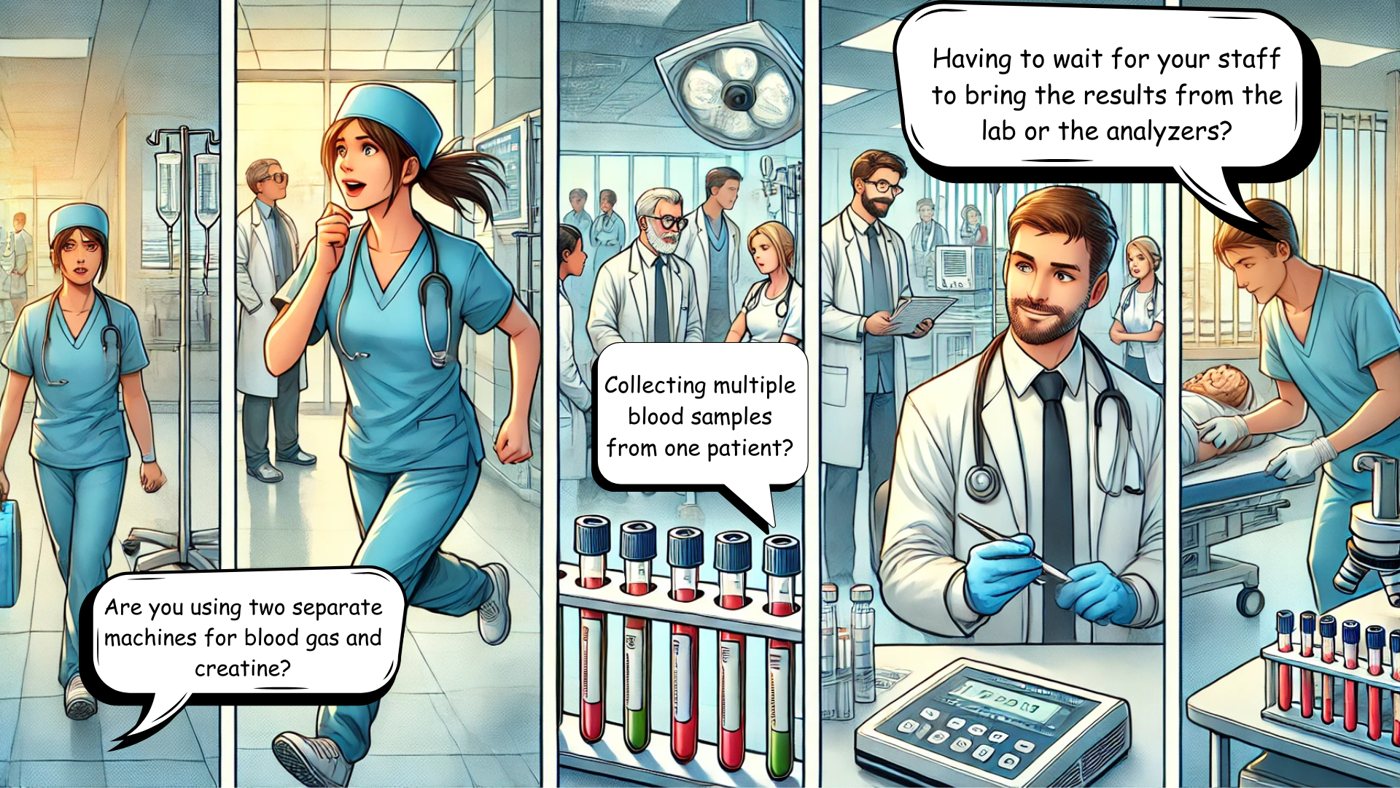 Having to wait for your staff
to bring the results from the
lab or the analyzers?
Collecting multiple
blood samples
from one patient?
Are you using two separate
machines for blood gas and
creatine?